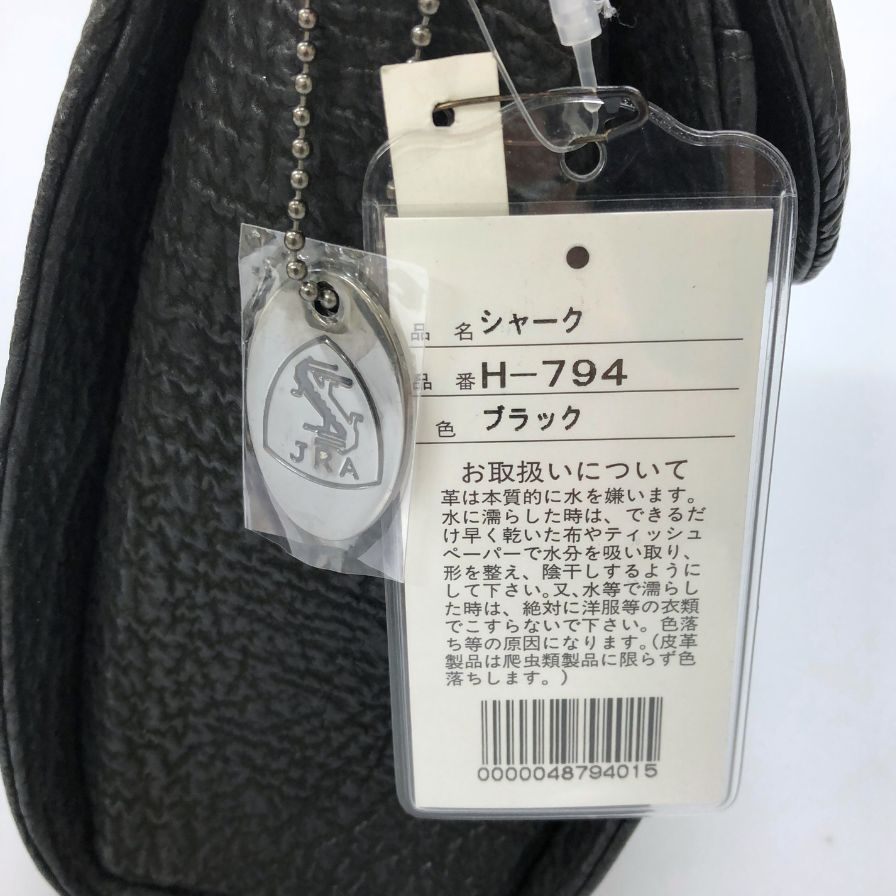 JRA
品 名 シャーク
品 番 H-794
色 ブラック
お取扱いについて
革は本質的に水を嫌います。
水に濡らした時は、できるだ
け早く乾いた布やティッシュ
ペーパーで水分を吸い取り、
形を整え、陰干しするように
して下さい。又、水等で濡らし
た時は、絶対に洋服等の衣類
でこすらないで下さい。色落
ち等の原因になります。(皮革
製品は爬虫類製品に限らず色
落ちします。)
0000048794015